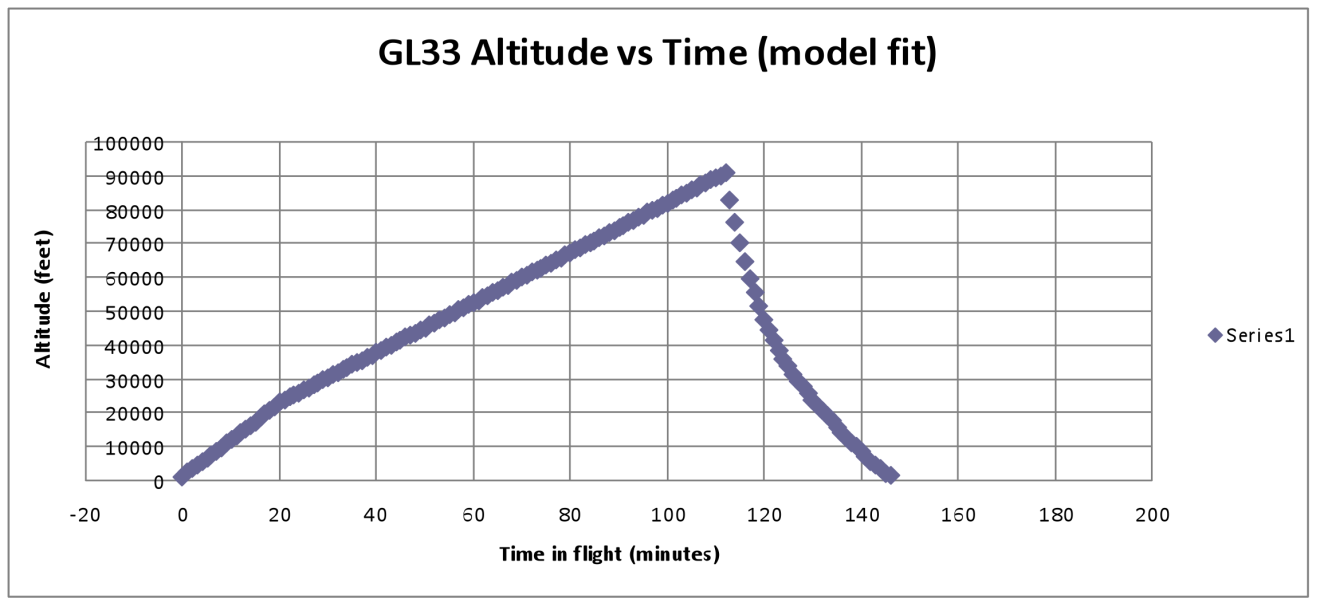 GL33 Altitude vs Time (model fit)
100000
90000
80000
70000
60000
50000
40000
30000
20000
10000
0
Altitude (feet)
Series1
-20 0 20 40 60 80 100 120 140 160 180 200
Time in flight (minutes)